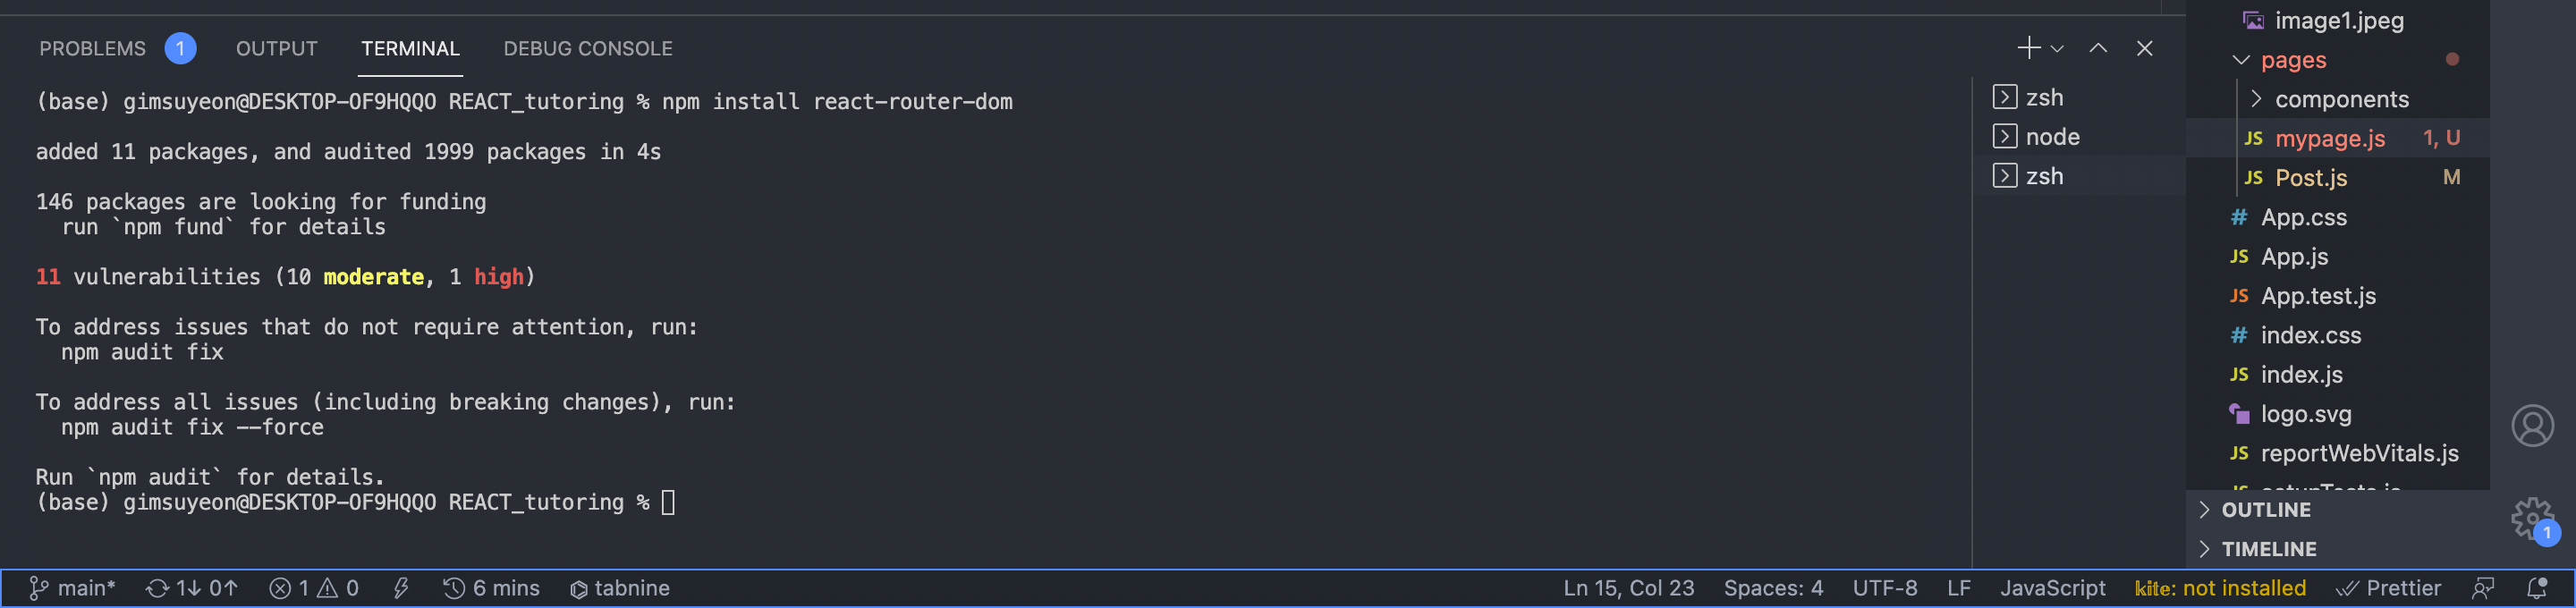 PROBLEMS 1 OUTPUT TERMINAL DEBUG CONSOLE
(base) gimsuyeon@DESKTOP-OF9HQQO REACT_tutoring % npm install react-router-dom
added 11 packages, and audited 1999 packages in 4s
146 packages are looking for funding
run `npm fund` for details
11 vulnerabilities (10 moderate, 1 high)
To address issues that do not require attention, run:
npm audit fix
To address all issues (including breaking changes), run:
npm audit fix --force
Run `npm audit` for details.
(base) gimsuyeon@DESKTOP-OF9HQQO REACT_tutoring %
zsh
node
zsh
image1.jpeg
pages
components
JS mypage.js 1, U
JS Post.js M
# App.css
JS App.js
JS App.test.js
# index.css
JS index.js
logo.svg
JS reportWebVitals.js
JS setupTests.js
OUTLINE
TIMELINE
1
main* 1↓ 0↑ 1 0 6 mins tabnine Ln 15, Col 23 Spaces: 4 UTF-8 LF JavaScript kite: not installed Prettier